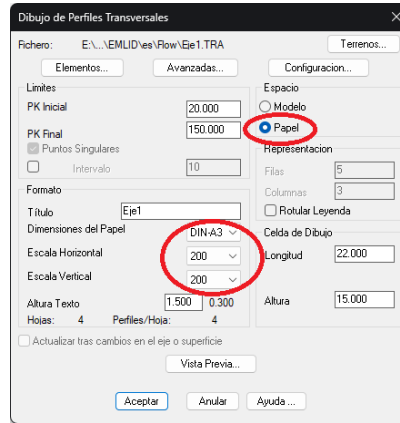 Dibujo de Perfiles Transversales
Fichero: E:\...\EMLID\es\Flow\Eje1.TRA Terrenos...
Elementos... Avanzadas... Configuracion...
Limites
PK Inicial 20.000
PK Final 150.000
Puntos Singulares
Intervalo 10
Espacio
Modelo
Papel
Representacion
Filas 5
Columnas 3
Rotular Leyenda
Formato
Título Eje1
Dimensiones del Papel DIN-A3
Escala Horizontal 200
Escala Vertical 200
Altura Texto 1.500 0.300
Hojas: 4 Perfiles/Hoja: 4
Celda de Dibujo
Longitud 22.000
Altura 15.000
Actualizar tras cambios en el eje o superficie
Vista Previa...
Aceptar Anular Ayuda ...